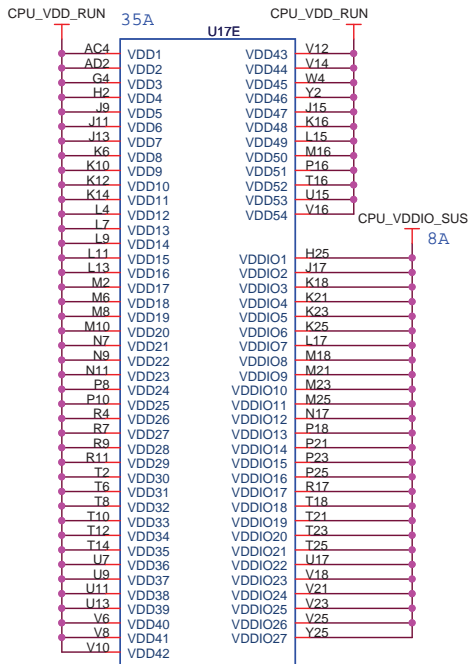 CPU_VDD_RUN 35A CPU_VDD_RUN
U17E
AC4 VDD1 VDD43 V12
AD2 VDD2 VDD44 V14
G4 VDD3 VDD45 W4
H2 VDD4 VDD46 Y2
J9 VDD5 VDD47 J15
J11 VDD6 VDD48 K16
J13 VDD7 VDD49 L15
K6 VDD8 VDD50 M16
K10 VDD9 VDD51 P16
K12 VDD10 VDD52 T16
K14 VDD11 VDD53 U15
L4 VDD12 VDD54 V16
CPU_VDDIO_SUS
L7 VDD13
8A
L9 VDD14
L11 VDD15 VDDIO1 H25
L13 VDD16 VDDIO2 J17
M2 VDD17 VDDIO3 K18
M6 VDD18 VDDIO4 K21
M8 VDD19 VDDIO5 K23
M10 VDD20 VDDIO6 K25
N7 VDD21 VDDIO7 L17
N9 VDD22 VDDIO8 M18
N11 VDD23 VDDIO9 M21
P8 VDD24 VDDIO10 M23
P10 VDD25 VDDIO11 M25
R4 VDD26 VDDIO12 N17
R7 VDD27 VDDIO13 P18
R9 VDD28 VDDIO14 P21
R11 VDD29 VDDIO15 P23
T2 VDD30 VDDIO16 P25
T6 VDD31 VDDIO17 R17
T8 VDD32 VDDIO18 T18
T10 VDD33 VDDIO19 T21
T12 VDD34 VDDIO20 T23
T14 VDD35 VDDIO21 T25
U7 VDD36 VDDIO22 U17
U9 VDD37 VDDIO23 V18
U11 VDD38 VDDIO24 V21
U13 VDD39 VDDIO25 V23
V6 VDD40 VDDIO26 V25
V8 VDD41 VDDIO27 Y25
V10 VDD42